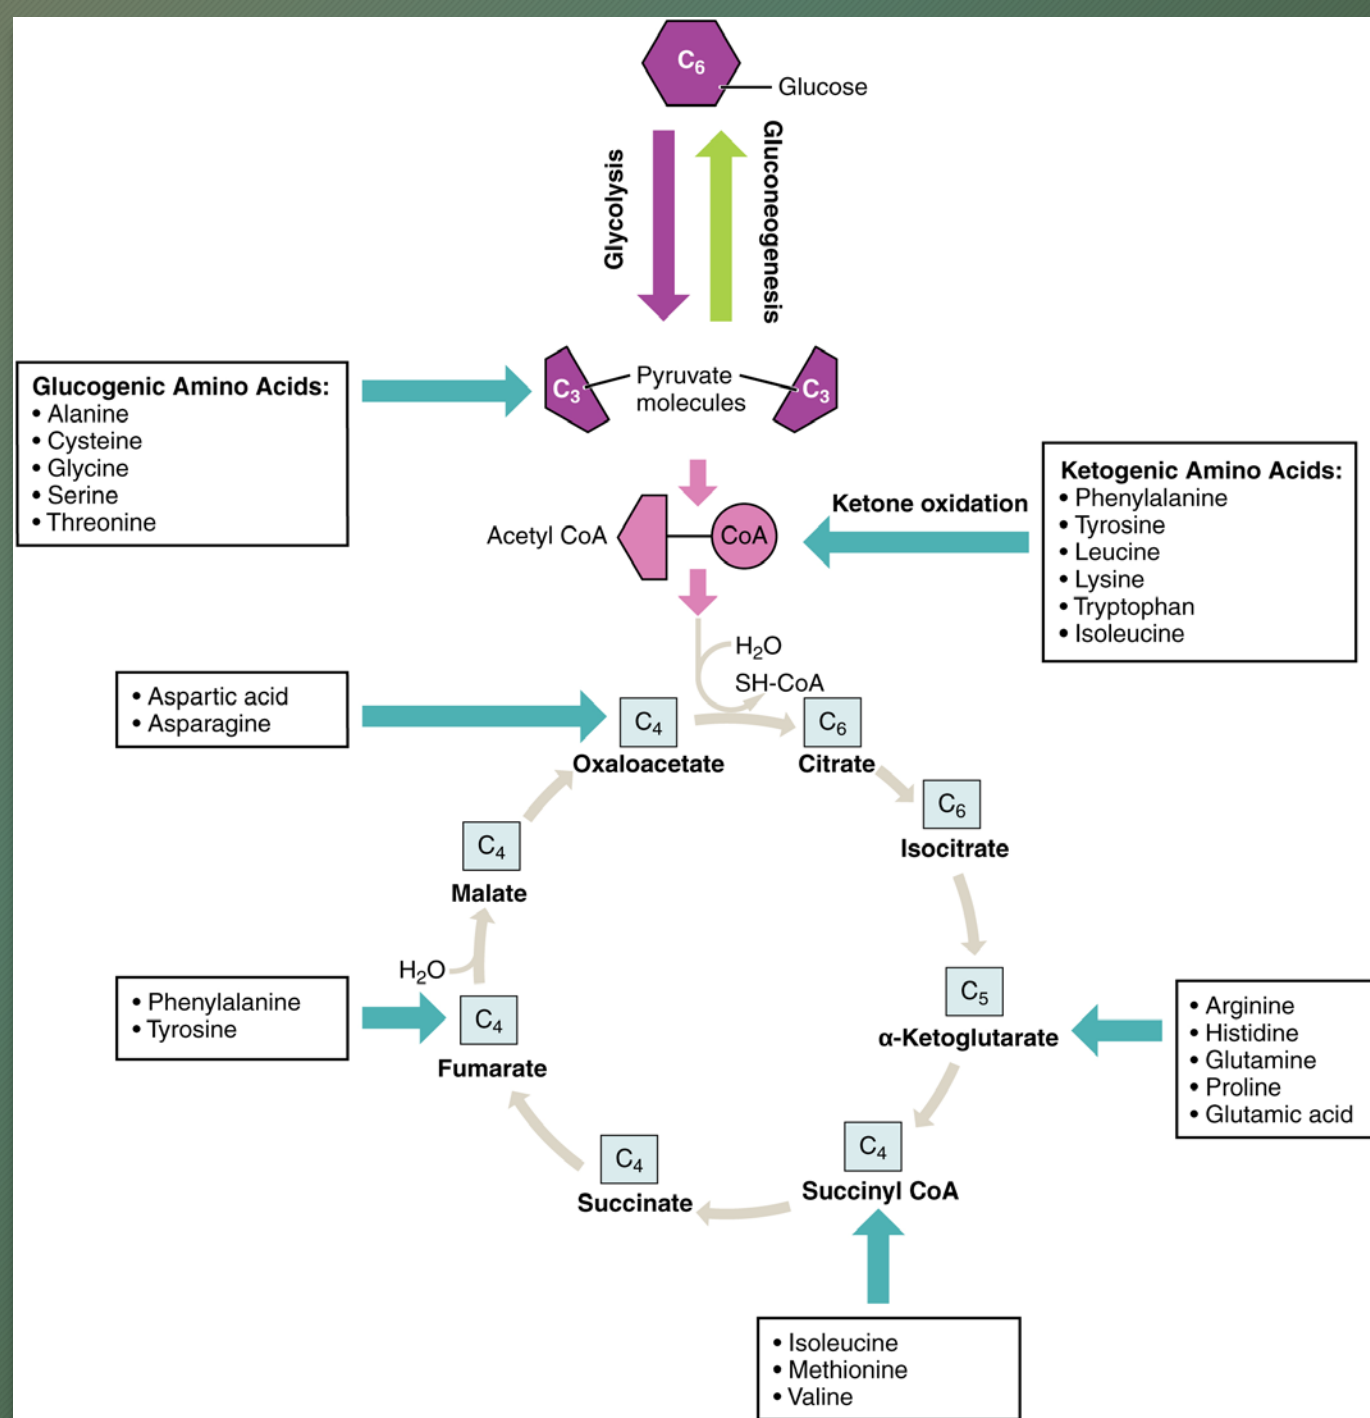 C₆
Glucose
Glycolysis
Gluconeogenesis
Glucogenic Amino Acids:
• Alanine
• Cysteine
• Glycine
• Serine
• Threonine
C₃
Pyruvate
molecules
C₃
Ketone oxidation
Ketogenic Amino Acids:
• Phenylalanine
• Tyrosine
• Leucine
• Lysine
• Tryptophan
• Isoleucine
Acetyl CoA
CoA
H₂O
SH-CoA
• Aspartic acid
• Asparagine
C₄
Oxaloacetate
C₆
Citrate
C₆
Isocitrate
C₄
Malate
H₂O
• Phenylalanine
• Tyrosine
C₄
Fumarate
C₅
α-Ketoglutarate
• Arginine
• Histidine
• Glutamine
• Proline
• Glutamic acid
C₄
Succinate
C₄
Succinyl CoA
• Isoleucine
• Methionine
• Valine